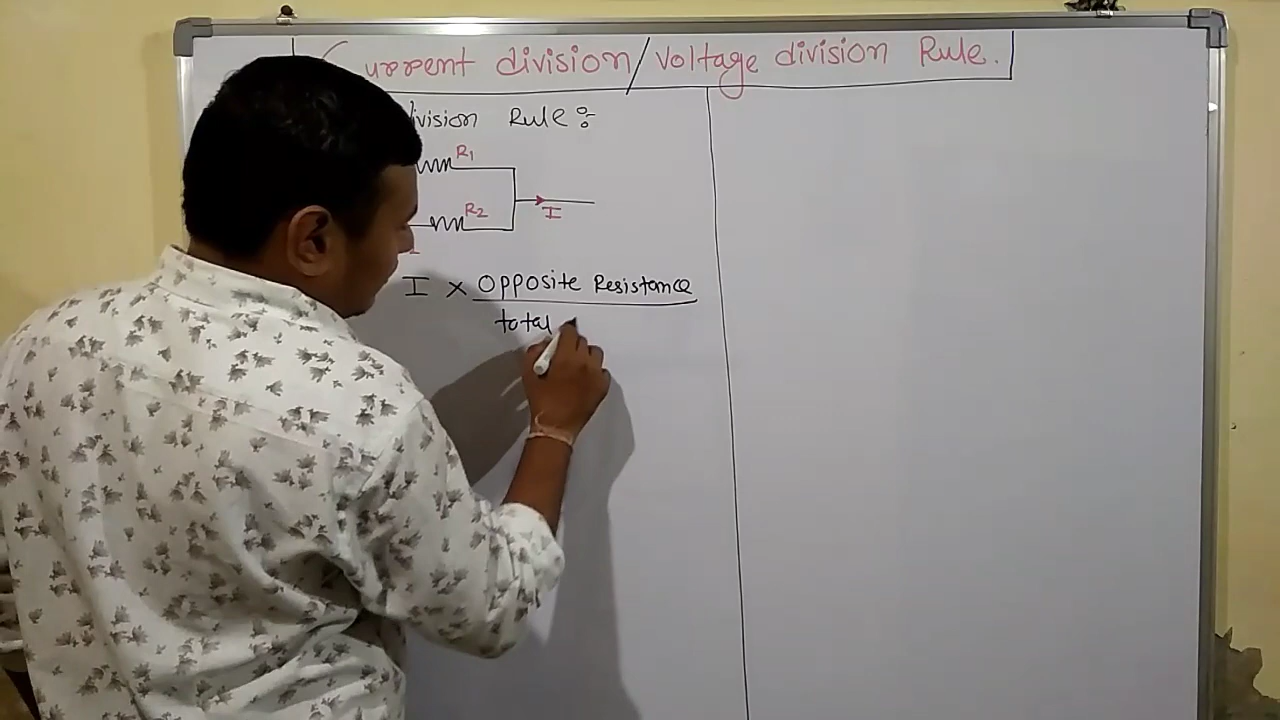 Current division/Voltage division Rule.
division Rule:-
R1
R2
I
I × Opposite Resistance
total